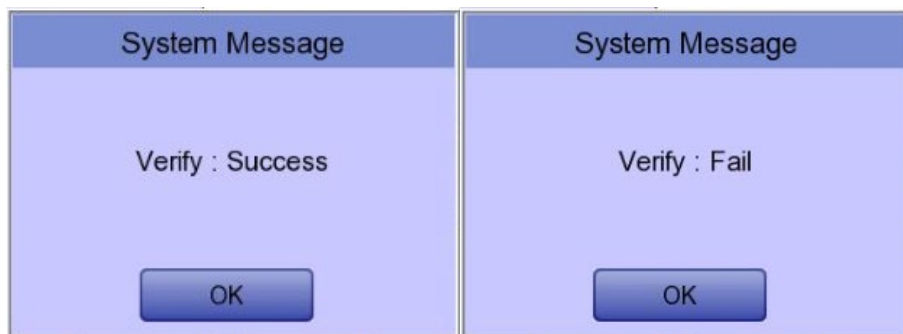 System Message
Verify : Success
OK
System Message
Verify : Fail
OK